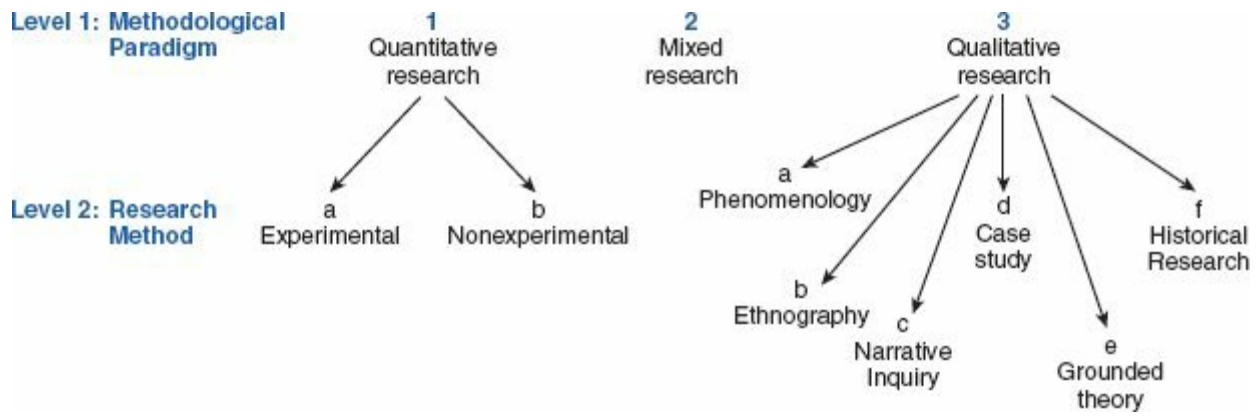 Level 1: Methodological Paradigm
1
Quantitative
research
2
Mixed
research
3
Qualitative
research
Level 2: Research Method
a
Experimental
b
Nonexperimental
a
Phenomenology
b
Ethnography
c
Narrative
Inquiry
d
Case
study
e
Grounded
theory
f
Historical
Research